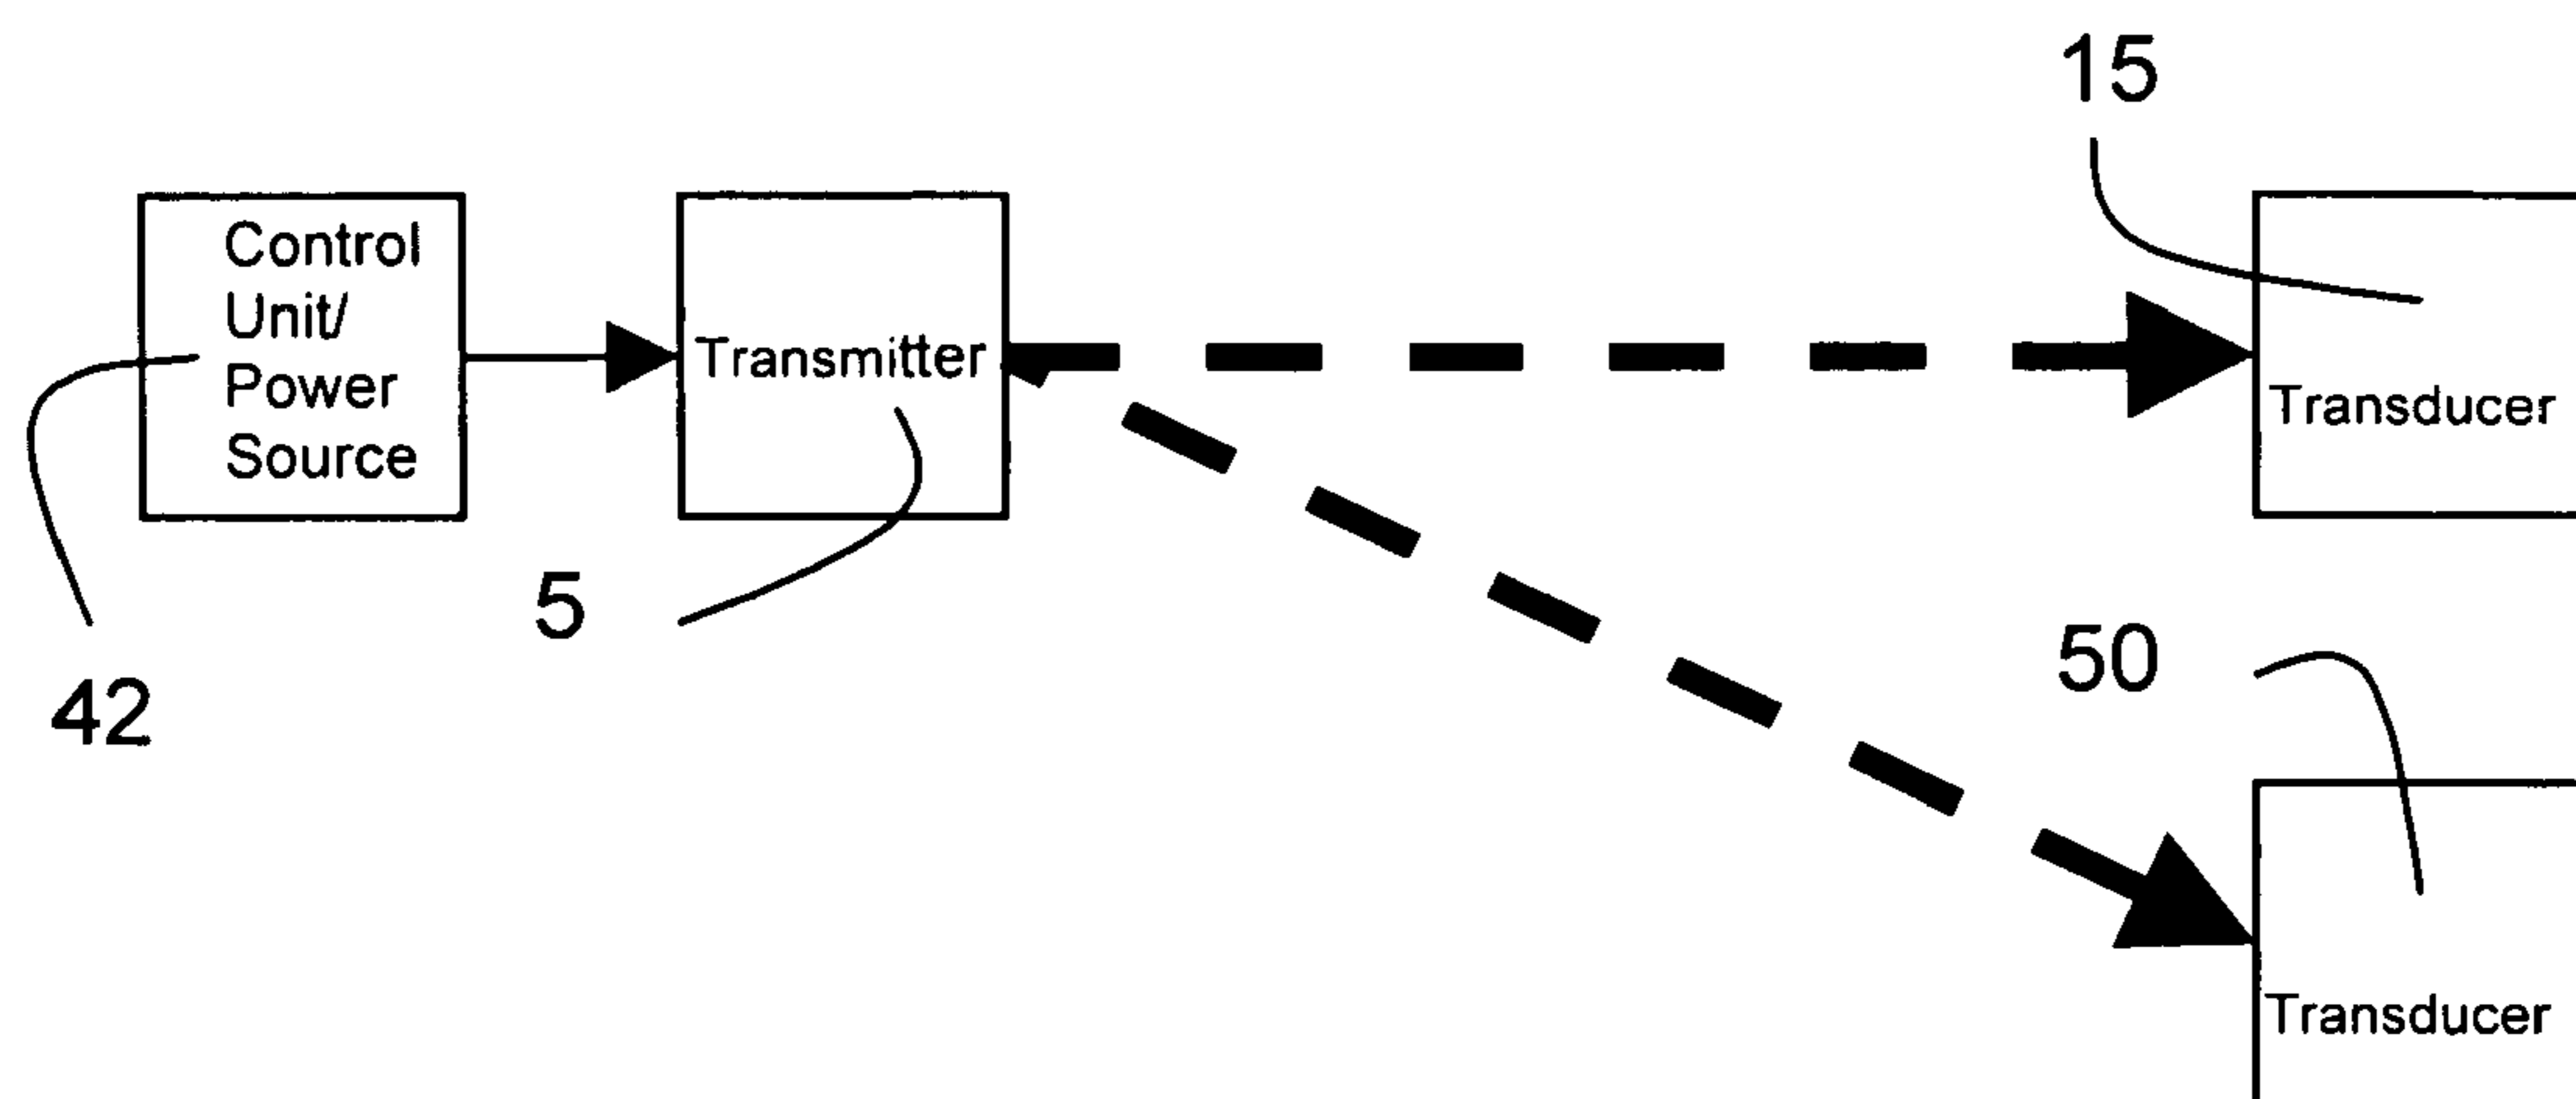 15
Control
Unit/
Power
Source
Transmitter
Transducer
5
50
42
Transducer